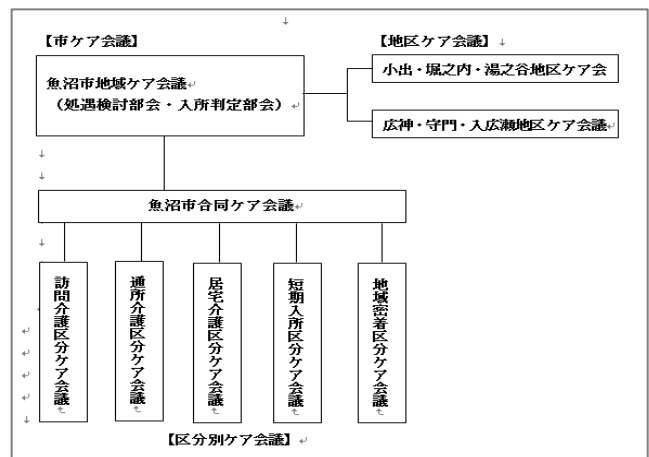 【市ケア会議】
【地区ケア会議】
魚沼市地域ケア会議
（処遇検討部会・入所判定部会）
小出・堀之内・湯之谷地区ケア会
広神・守門・入広瀬地区ケア会議
魚沼市合同ケア会議
訪問介護区分ケア会議
通所介護区分ケア会議
居宅介護区分ケア会議
短期入所区分ケア会議
地域密着区分ケア会議
【区分別ケア会議】